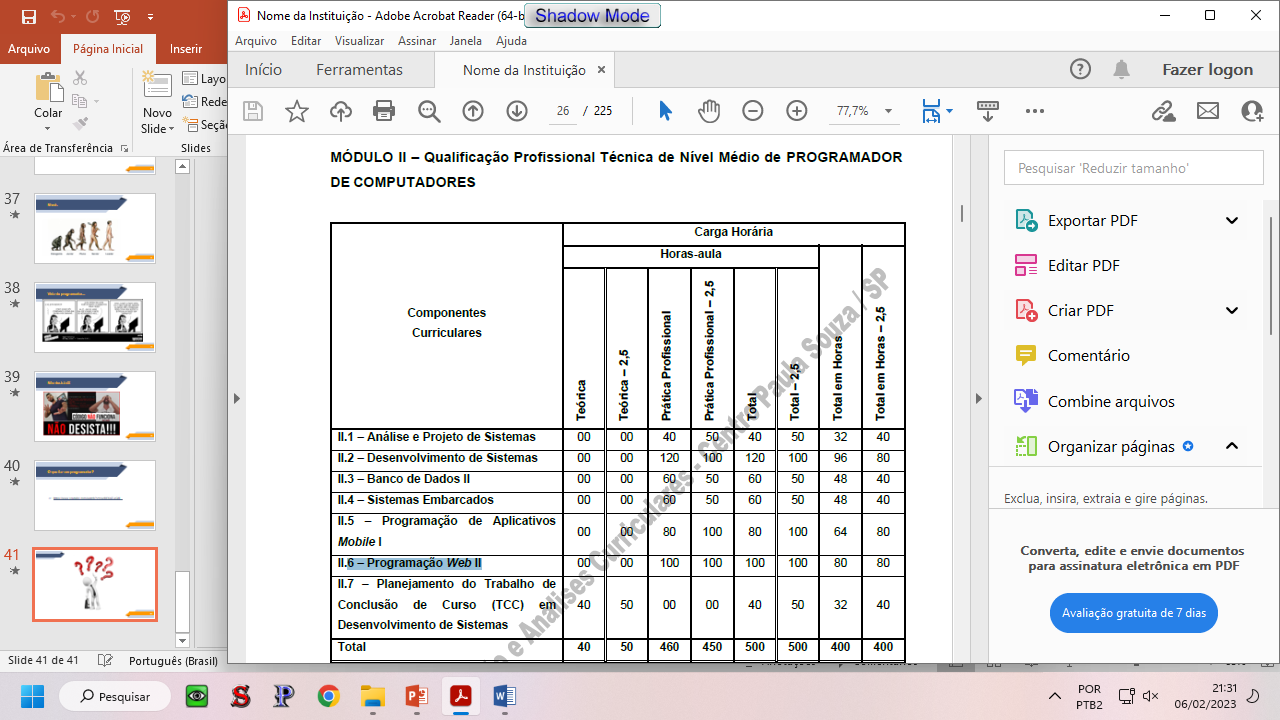 Nome da Instituição - Adobe Acrobat Reader (64-b
Shadow Mode
Arquivo Editar Visualizar Assinar Janela Ajuda
Arquivo Página Inicial Inserir
Início Ferramentas Nome da Instituição × Fazer logon
Colar
Novo
Slide
Layo
Rede
Seção
Área de Transferência Slides
26 / 225 77,7%
37
38
39
CÓDIGO NÃO FUNCIONA
NÃO DESISTA!!!
40
41
MÓDULO II – Qualificação Profissional Técnica de Nível Médio de PROGRAMADOR
DE COMPUTADORES
Carga Horária
Horas-aula
Componentes
Curriculares
Teórica
Teórica – 2,5
Prática Profissional
Prática Profissional – 2,5
Total
Total – 2,5
Total em Horas
Total em Horas – 2,5
II.1 – Análise e Projeto de Sistemas 00 00 40 50 40 50 32 40
II.2 – Desenvolvimento de Sistemas 00 00 120 100 120 100 96 80
II.3 – Banco de Dados II 00 00 60 50 60 50 48 40
II.4 – Sistemas Embarcados 00 00 60 50 60 50 48 40
II.5 – Programação de Aplicativos
Mobile I 00 00 80 100 80 100 64 80
II.6 – Programação Web II 00 00 100 100 100 100 80 80
II.7 – Planejamento do Trabalho de
Conclusão de Curso (TCC) em
Desenvolvimento de Sistemas 40 50 00 00 40 50 32 40
Total 40 50 460 450 500 500 400 400
o e Análises Curriculares - Centro Paula Souza / SP
Pesquisar 'Reduzir tamanho'
Exportar PDF
Editar PDF
Criar PDF
Comentário
Combine arquivos
Organizar páginas
Exclua, insira, extraia e gire páginas.
Converta, edite e envie documentos
para assinatura eletrônica em PDF
Avaliação gratuita de 7 dias
Slide 41 de 41 Português (Brasil)
Pesquisar
POR
PTB2
21:31
06/02/2023